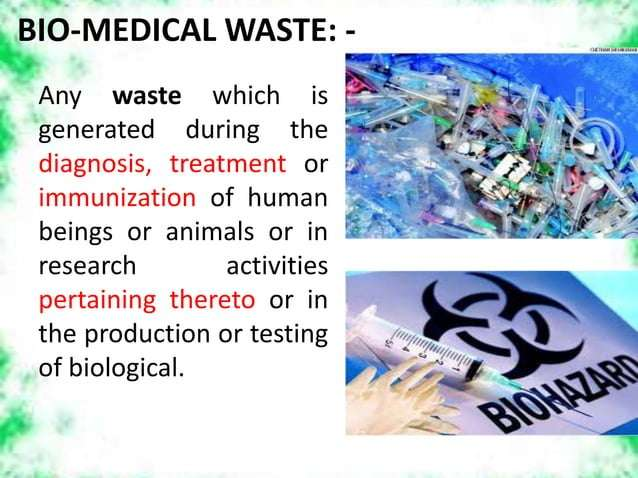 BIO-MEDICAL WASTE: -
Any waste which is
generated during the
diagnosis, treatment or
immunization of human
beings or animals or in
research activities
pertaining thereto or in
the production or testing
of biological.
BIOHAZARD